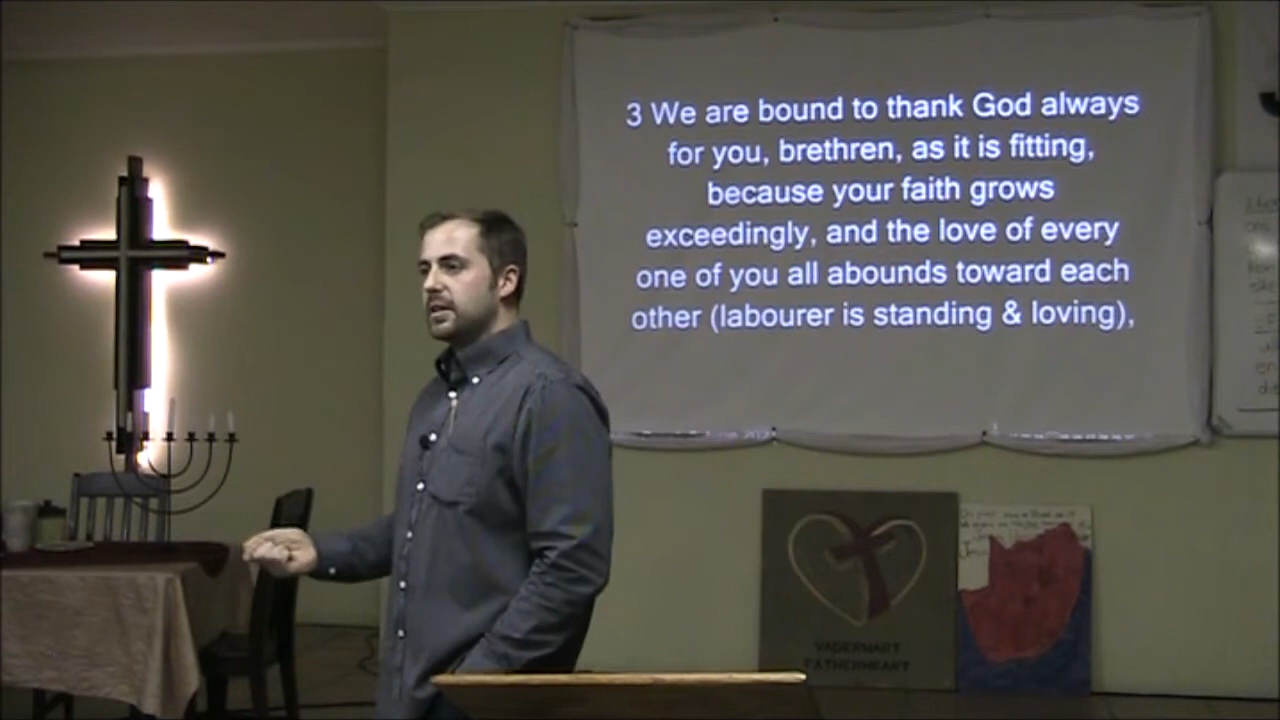 3 We are bound to thank God always
for you, brethren, as it is fitting,
because your faith grows
exceedingly, and the love of every
one of you all abounds toward each
other (labourer is standing & loving),
VADERHART
FATHERHEART